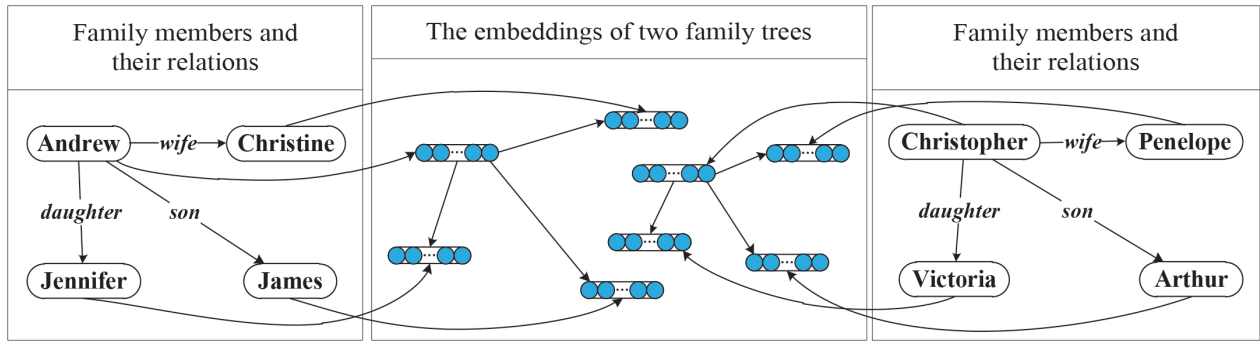 Family members and
their relations
Andrew
wife
Christine
daughter
son
Jennifer
James
The embeddings of two family trees
Family members and
their relations
Christopher
wife
Penelope
daughter
son
Victoria
Arthur